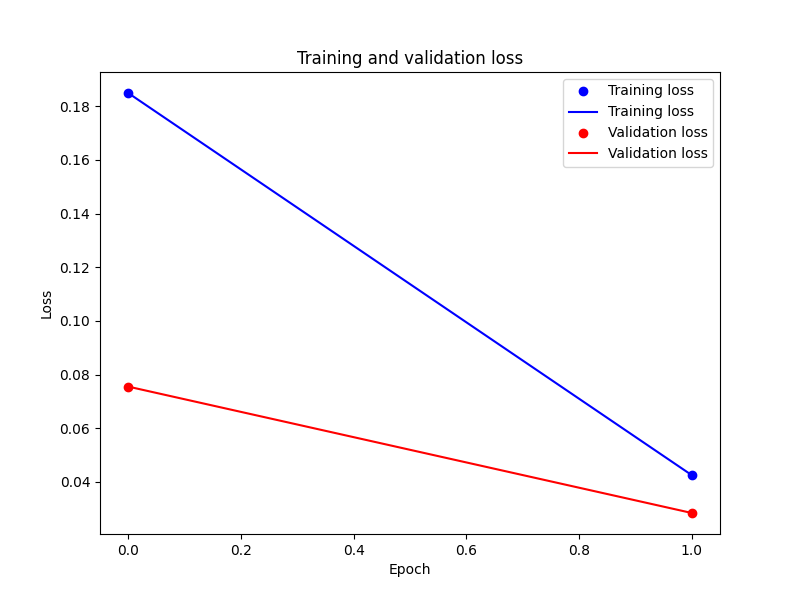 Training and validation loss
Training loss
Training loss
Validation loss
Validation loss
Loss
0.18
0.16
0.14
0.12
0.10
0.08
0.06
0.04
0.0 0.2 0.4 0.6 0.8 1.0
Epoch